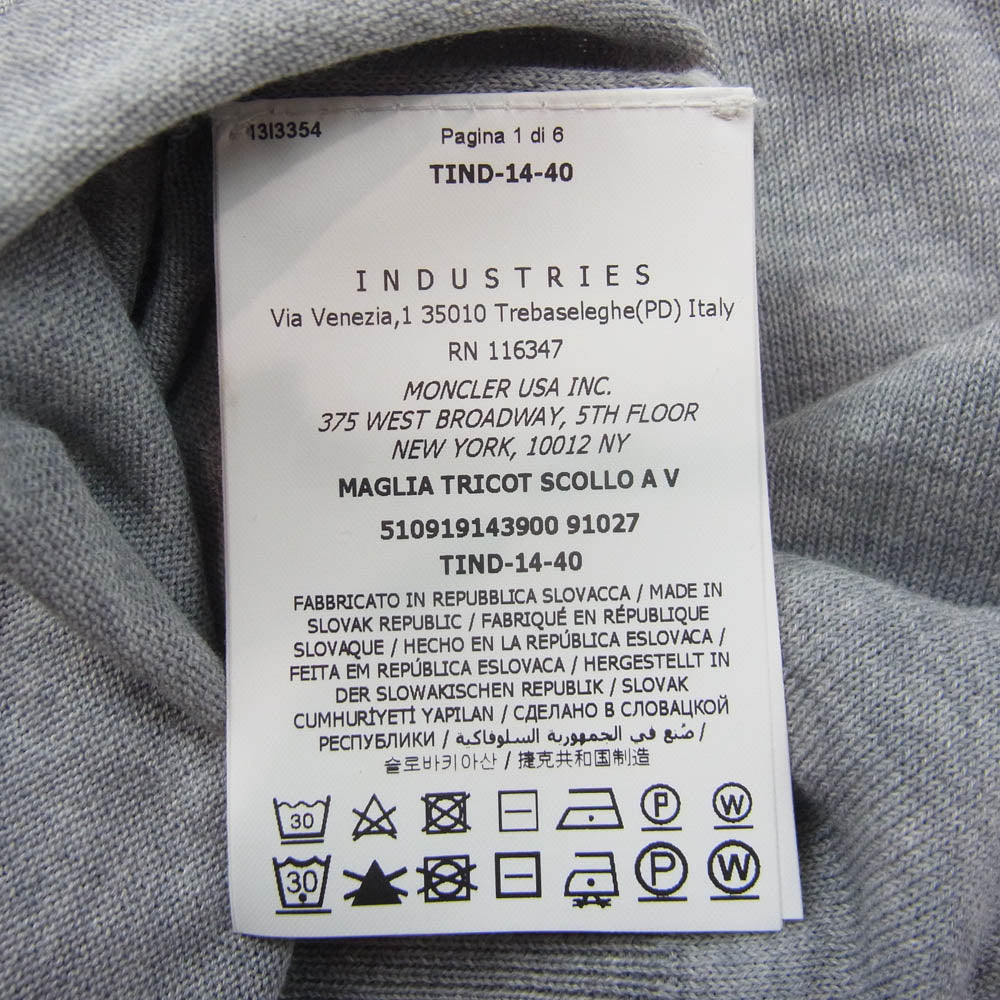 13I3354
Pagina 1 di 6
TIND-14-40
INDUSTRIES
Via Venezia,1 35010 Trebaseleghe(PD) Italy
RN 116347
MONCLER USA INC.
375 WEST BROADWAY, 5TH FLOOR
NEW YORK, 10012 NY
MAGLIA TRICOT SCOLLO A V
510919143900 91027
TIND-14-40
FABBRICATO IN REPUBBLICA SLOVACCA / MADE IN
SLOVAK REPUBLIC / FABRIQUÉ EN RÉPUBLIQUE
SLOVAQUE / HECHO EN LA REPÚBLICA ESLOVACA /
FEITA EM REPÚBLICA ESLOVACA / HERGESTELLT IN
DER SLOWAKISCHEN REPUBLIK / SLOVAK
CUMHURİYETİ YAPILAN / СДЕЛАНО В СЛОВАЦКОЙ
РЕСПУБЛИКИ / صُنع في الجمهورية السلوفاكية /
슬로바키아산 / 捷克共和国制造
30 P W
30 P W